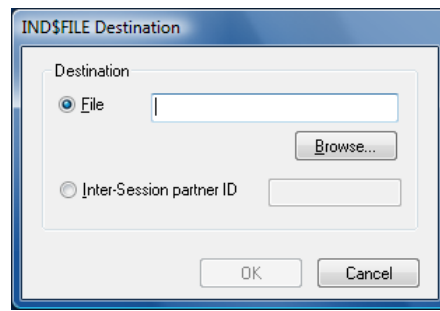 IND$FILE Destination
Destination
File
Browse...
Inter-Session partner ID
OK
Cancel